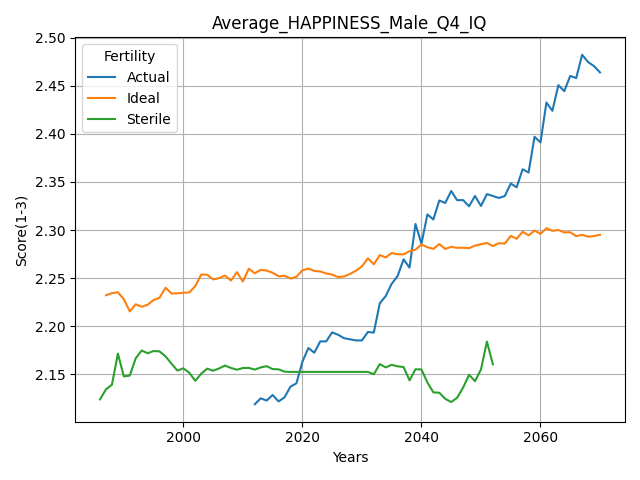 Average_HAPPINESS_Male_Q4_IQ
Fertility
Actual
Ideal
Sterile
Score(1-3)
2.50
2.45
2.40
2.35
2.30
2.25
2.20
2.15
2000
2020
2040
2060
Years